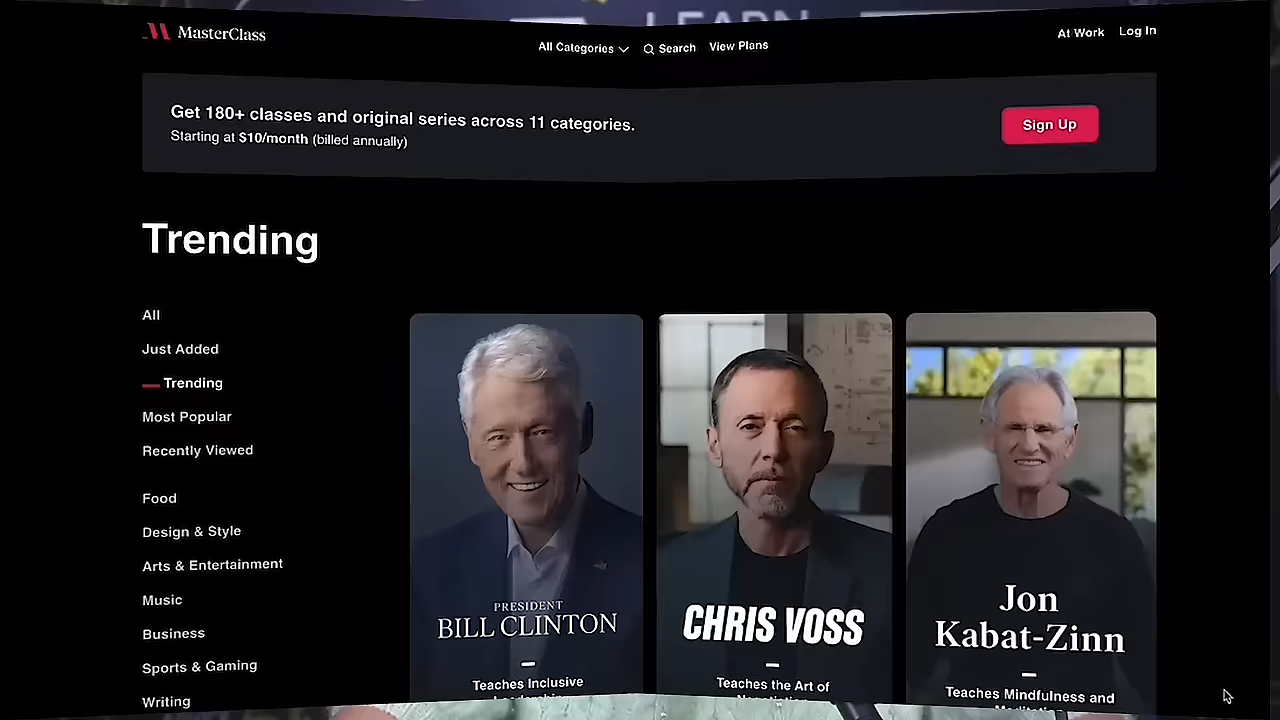 LEARN
MasterClass
All Categories
Search
View Plans
At Work
Log In
Get 180+ classes and original series across 11 categories.
Starting at $10/month (billed annually)
Sign Up
Trending
All
Just Added
Trending
Most Popular
Recently Viewed
Food
Design & Style
Arts & Entertainment
Music
Business
Sports & Gaming
Writing
PRESIDENT
BILL CLINTON
Teaches Inclusive
CHRIS VOSS
Teaches the Art of
Negotiation
Jon
Kabat-Zinn
Teaches Mindfulness and
Meditation